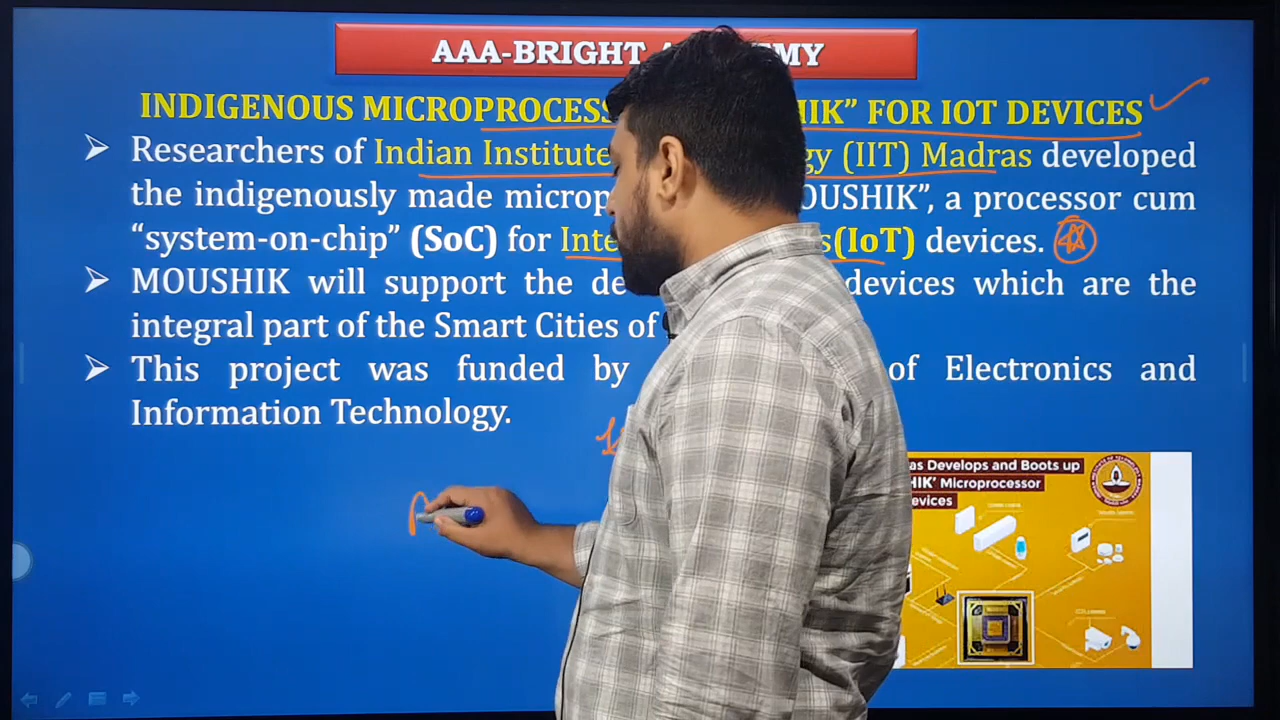 AAA-BRIGHT MY
INDIGENOUS MICROPROCESS HIK” FOR IOT DEVICES
➢ Researchers of Indian Institute gy (IIT) Madras developed
the indigenously made microp OUSHIK”, a processor cum
“system-on-chip” (SoC) for Inte s(IoT) devices.
➢ MOUSHIK will support the de devices which are the
integral part of the Smart Cities of
➢ This project was funded by of Electronics and
Information Technology.
as Develops and Boots up
HIK’ Microprocessor
evices